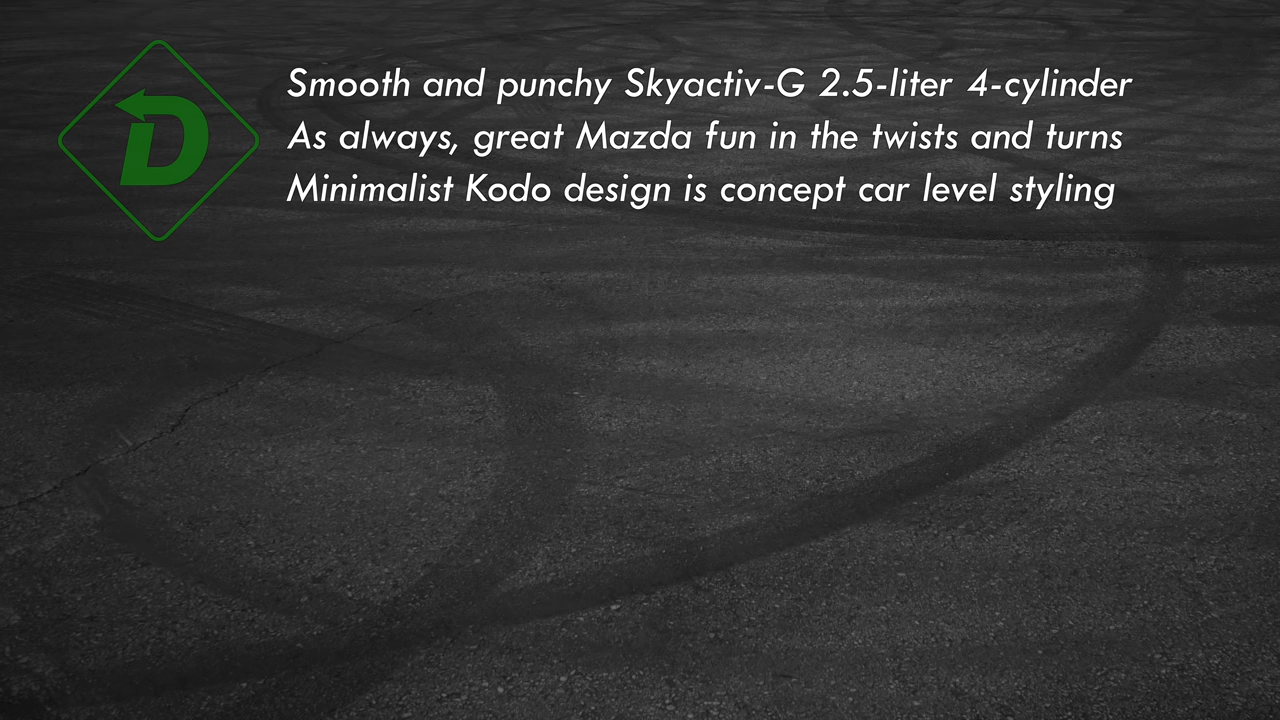 D
Smooth and punchy Skyactiv-G 2.5-liter 4-cylinder
As always, great Mazda fun in the twists and turns
Minimalist Kodo design is concept car level styling